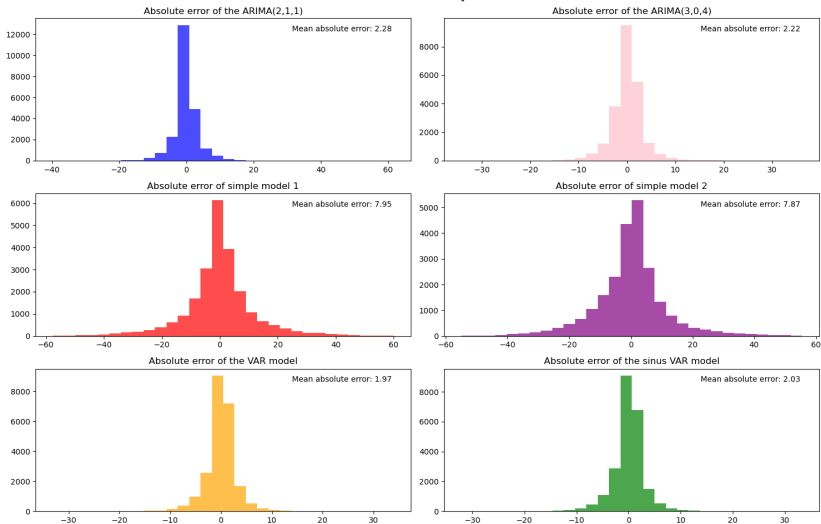 Absolute error of the ARIMA(2,1,1)
Mean absolute error: 2.28
12000
10000
8000
6000
4000
2000
0
−40 −20 0 20 40 60
Absolute error of the ARIMA(3,0,4)
Mean absolute error: 2.22
8000
6000
4000
2000
0
−30 −20 −10 0 10 20 30
Absolute error of simple model 1
Mean absolute error: 7.95
6000
5000
4000
3000
2000
1000
0
−60 −40 −20 0 20 40 60
Absolute error of simple model 2
Mean absolute error: 7.87
5000
4000
3000
2000
1000
0
−60 −40 −20 0 20 40 60
Absolute error of the VAR model
Mean absolute error: 1.97
8000
6000
4000
2000
0
−30 −20 −10 0 10 20 30
Absolute error of the sinus VAR model
Mean absolute error: 2.03
8000
6000
4000
2000
0
−30 −20 −10 0 10 20 30